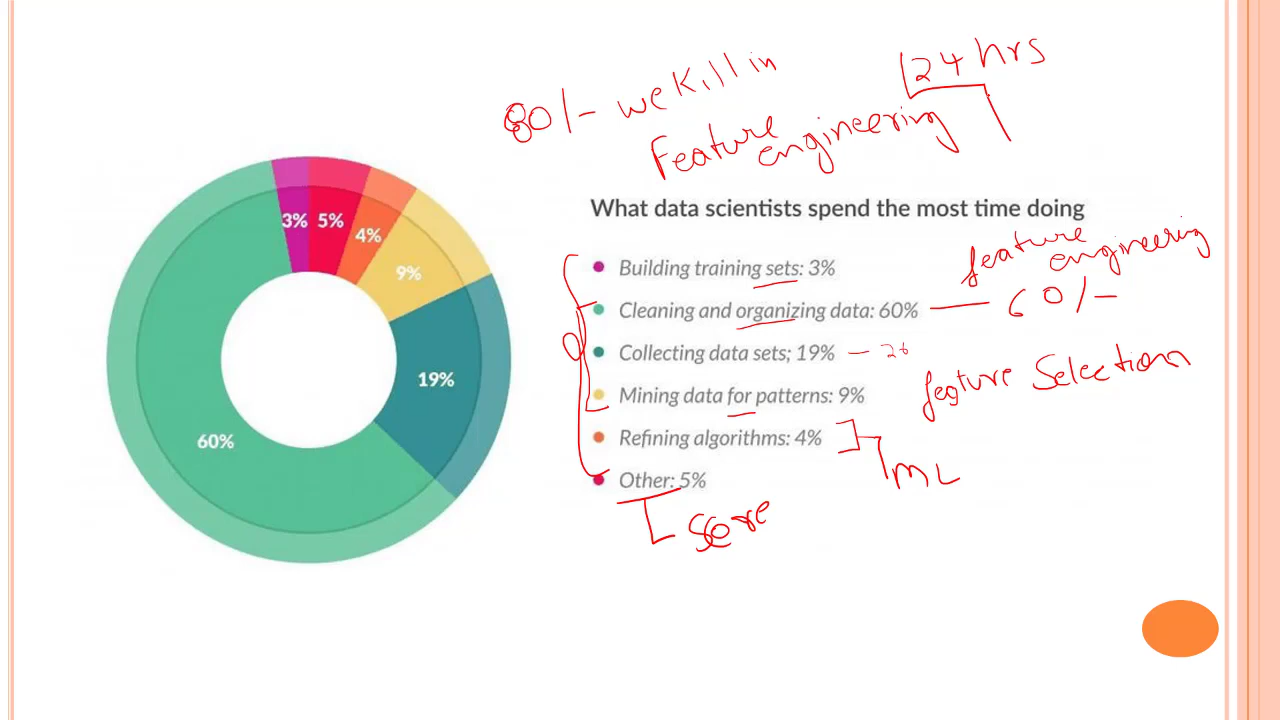 24 hrs
80/- we kill in
Feature engineering
What data scientists spend the most time doing
Building training sets: 3%
feature engineering
Cleaning and organizing data: 60%
60/-
Collecting data sets; 19%
Mining data for patterns: 9%
feature Selection
Refining algorithms: 4%
ML
Other: 5%
Score
3%
5%
4%
9%
19%
60%